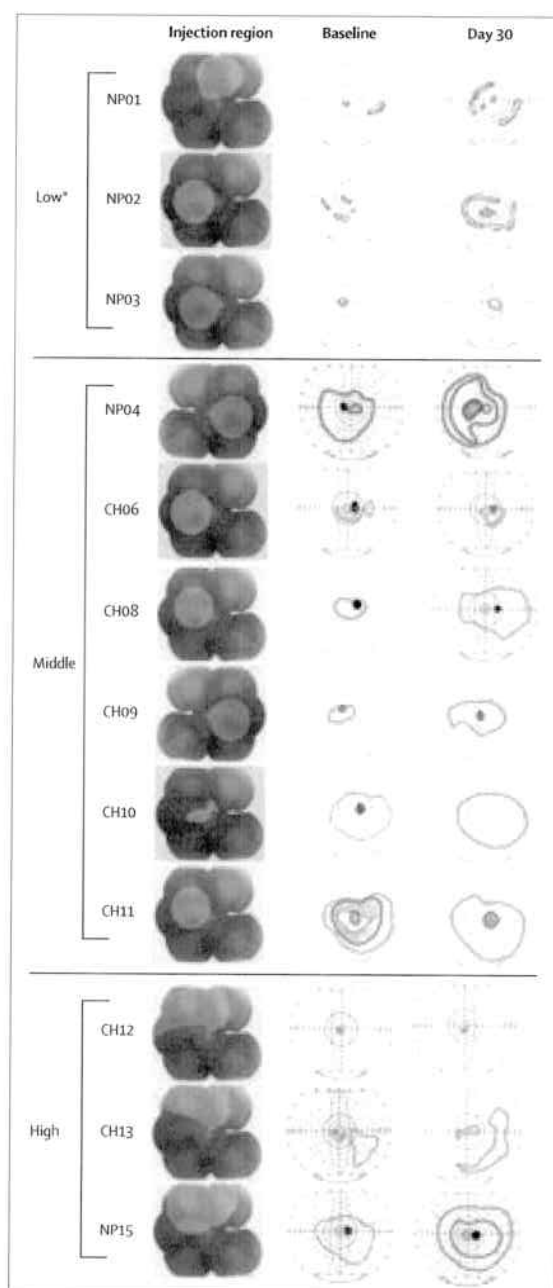 Injection region Baseline Day 30
NP01
Low* NP02
NP03
NP04
CH06
CH08
Middle
CH09
CH10
CH11
CH12
High CH13
NP15